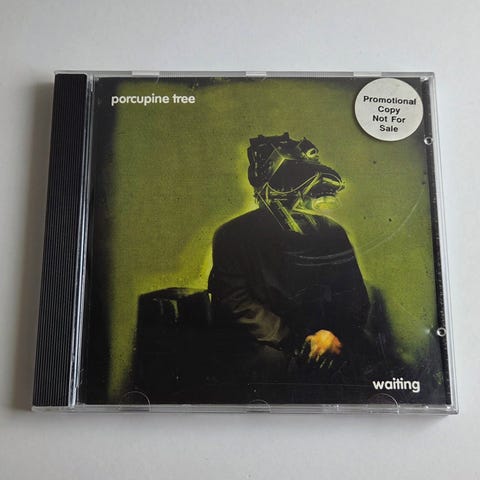 porcupine tree
Promotional
Copy
Not For
Sale
waiting